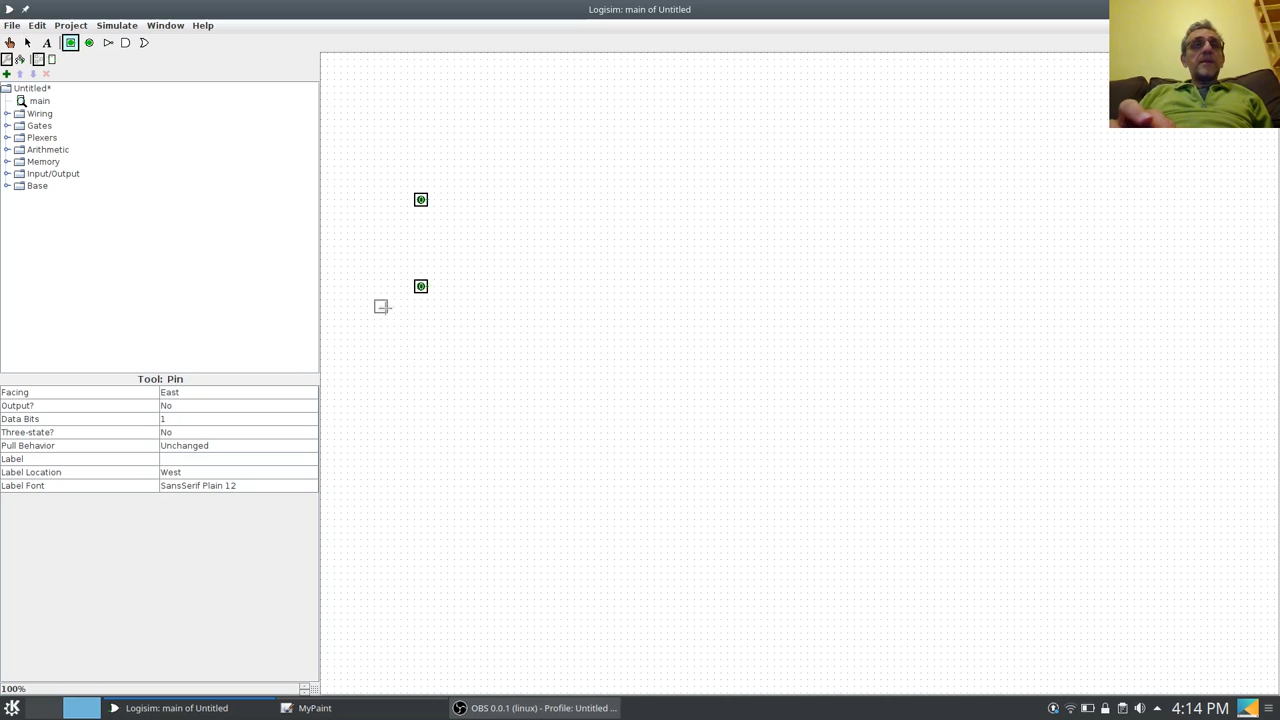 Logisim: main of Untitled
File Edit Project Simulate Window Help
A
Untitled*
main
Wiring
Gates
Plexers
Arithmetic
Memory
Input/Output
Base
Tool: Pin
Facing East
Output? No
Data Bits 1
Three-state? No
Pull Behavior Unchanged
Label
Label Location West
Label Font SansSerif Plain 12
100%
Logisim: main of Untitled MyPaint OBS 0.0.1 (linux) - Profile: Untitled ... 4:14 PM